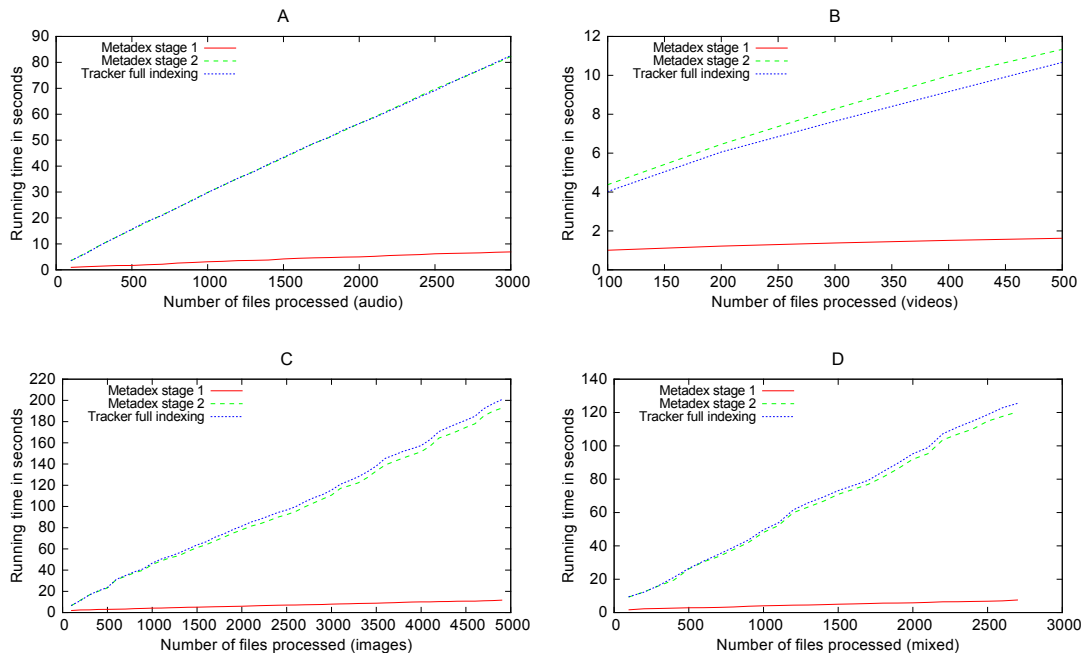 A
Metadex stage 1
Metadex stage 2
Tracker full indexing
Running time in seconds
90
80
70
60
50
40
30
20
10
0
0 500 1000 1500 2000 2500 3000
Number of files processed (audio)
B
Metadex stage 1
Metadex stage 2
Tracker full indexing
Running time in seconds
12
10
8
6
4
2
0
100 150 200 250 300 350 400 450 500
Number of files processed (videos)
C
Metadex stage 1
Metadex stage 2
Tracker full indexing
Running time in seconds
220
200
180
160
140
120
100
80
60
40
20
0
0 500 1000 1500 2000 2500 3000 3500 4000 4500 5000
Number of files processed (images)
D
Metadex stage 1
Metadex stage 2
Tracker full indexing
Running time in seconds
140
120
100
80
60
40
20
0
0 500 1000 1500 2000 2500 3000
Number of files processed (mixed)